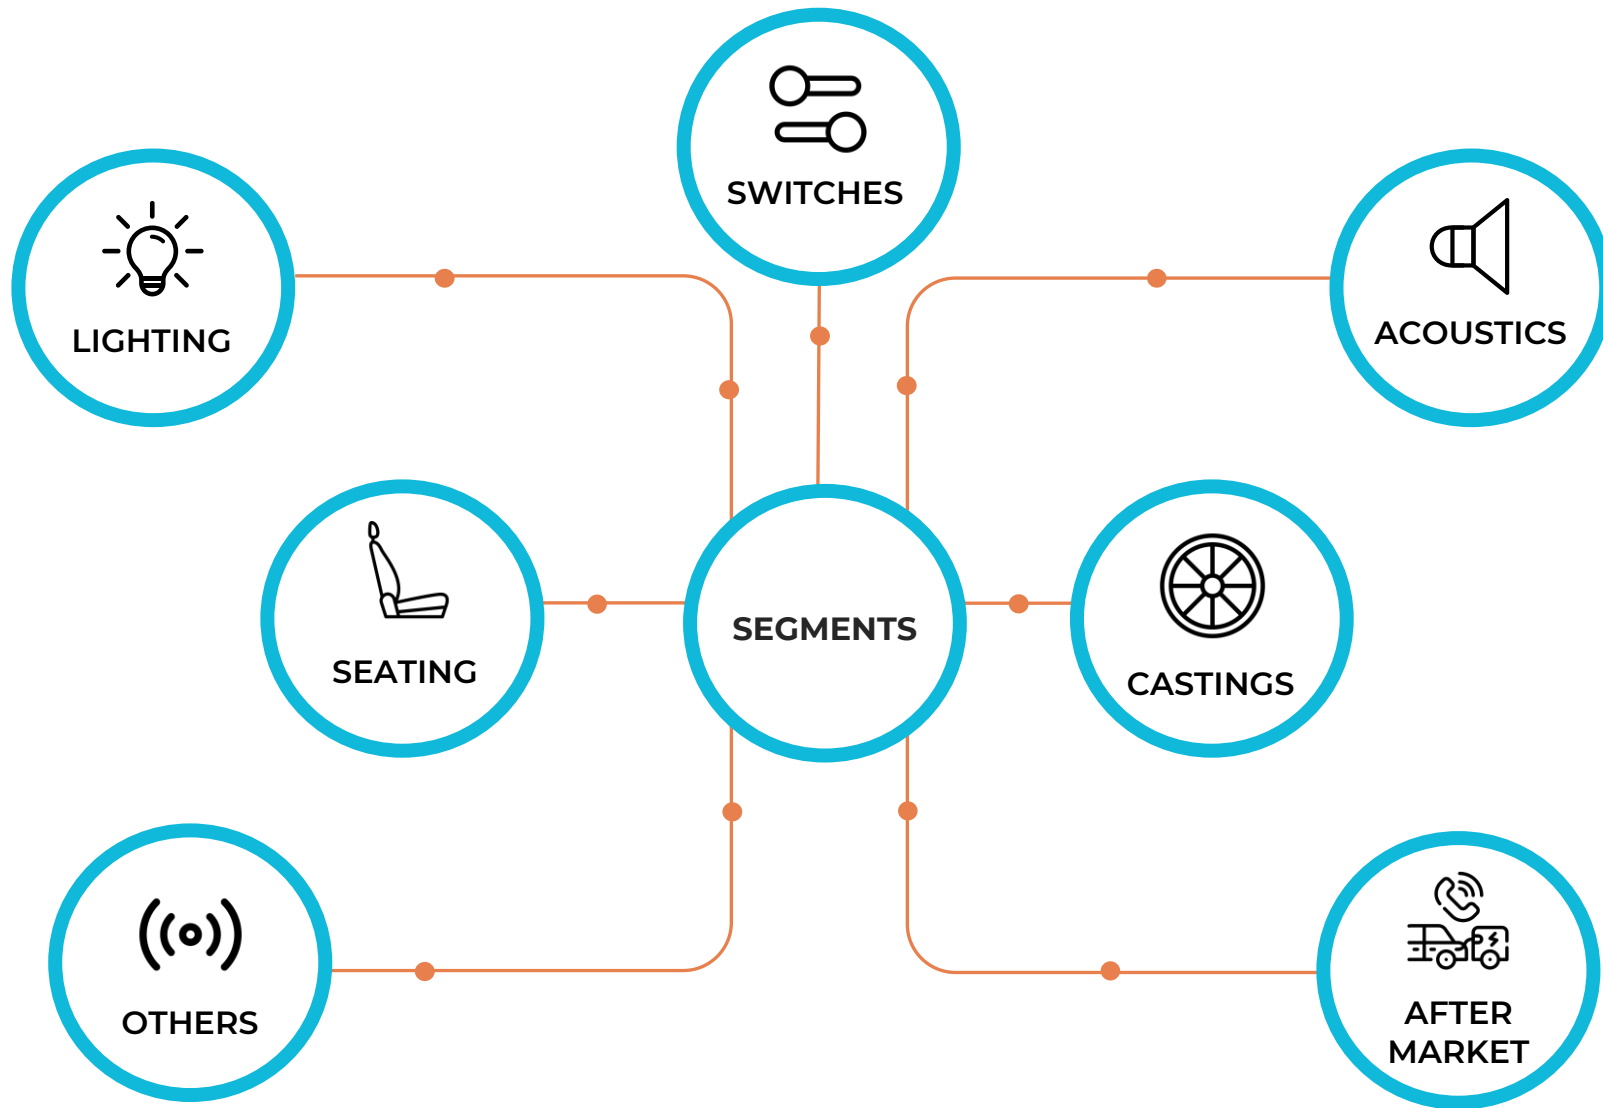 SWITCHES
LIGHTING
ACOUSTICS
SEATING
SEGMENTS
CASTINGS
OTHERS
AFTER
MARKET